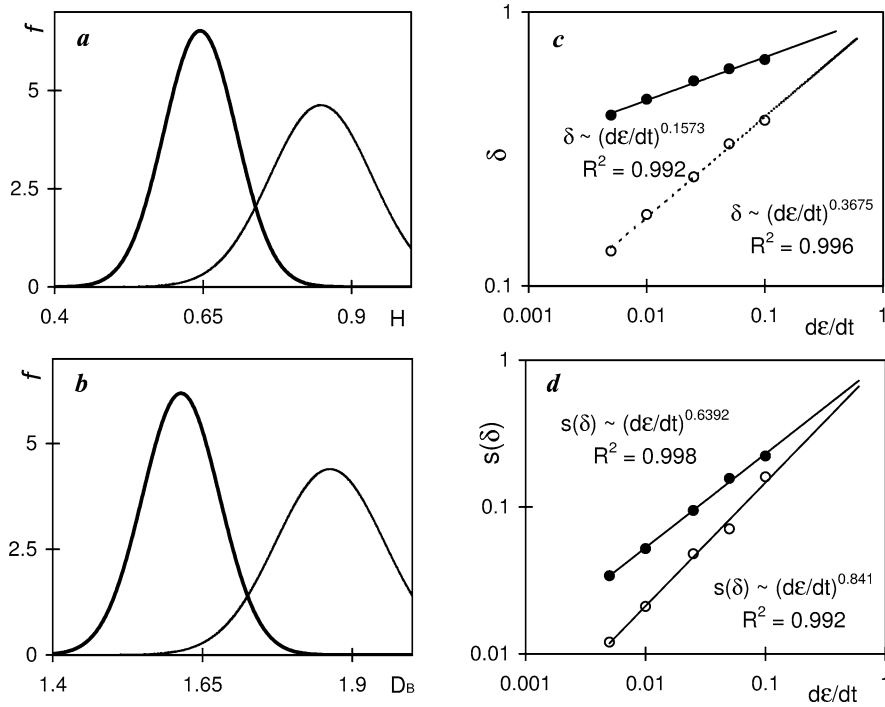 f
a
5
2.5
0
0.4 0.65 0.9 H
f
b
5
2.5
0
1.4 1.65 1.9 D_B
1
c
δ
δ ~ (dε/dt)^0.1573
R^2 = 0.992
δ ~ (dε/dt)^0.3675
R^2 = 0.996
0.1
0.001 0.01 0.1 1
dε/dt
1
d
s(δ)
s(δ) ~ (dε/dt)^0.6392
R^2 = 0.998
0.1
s(δ) ~ (dε/dt)^0.841
R^2 = 0.992
0.01
0.001 0.01 0.1 1
dε/dt